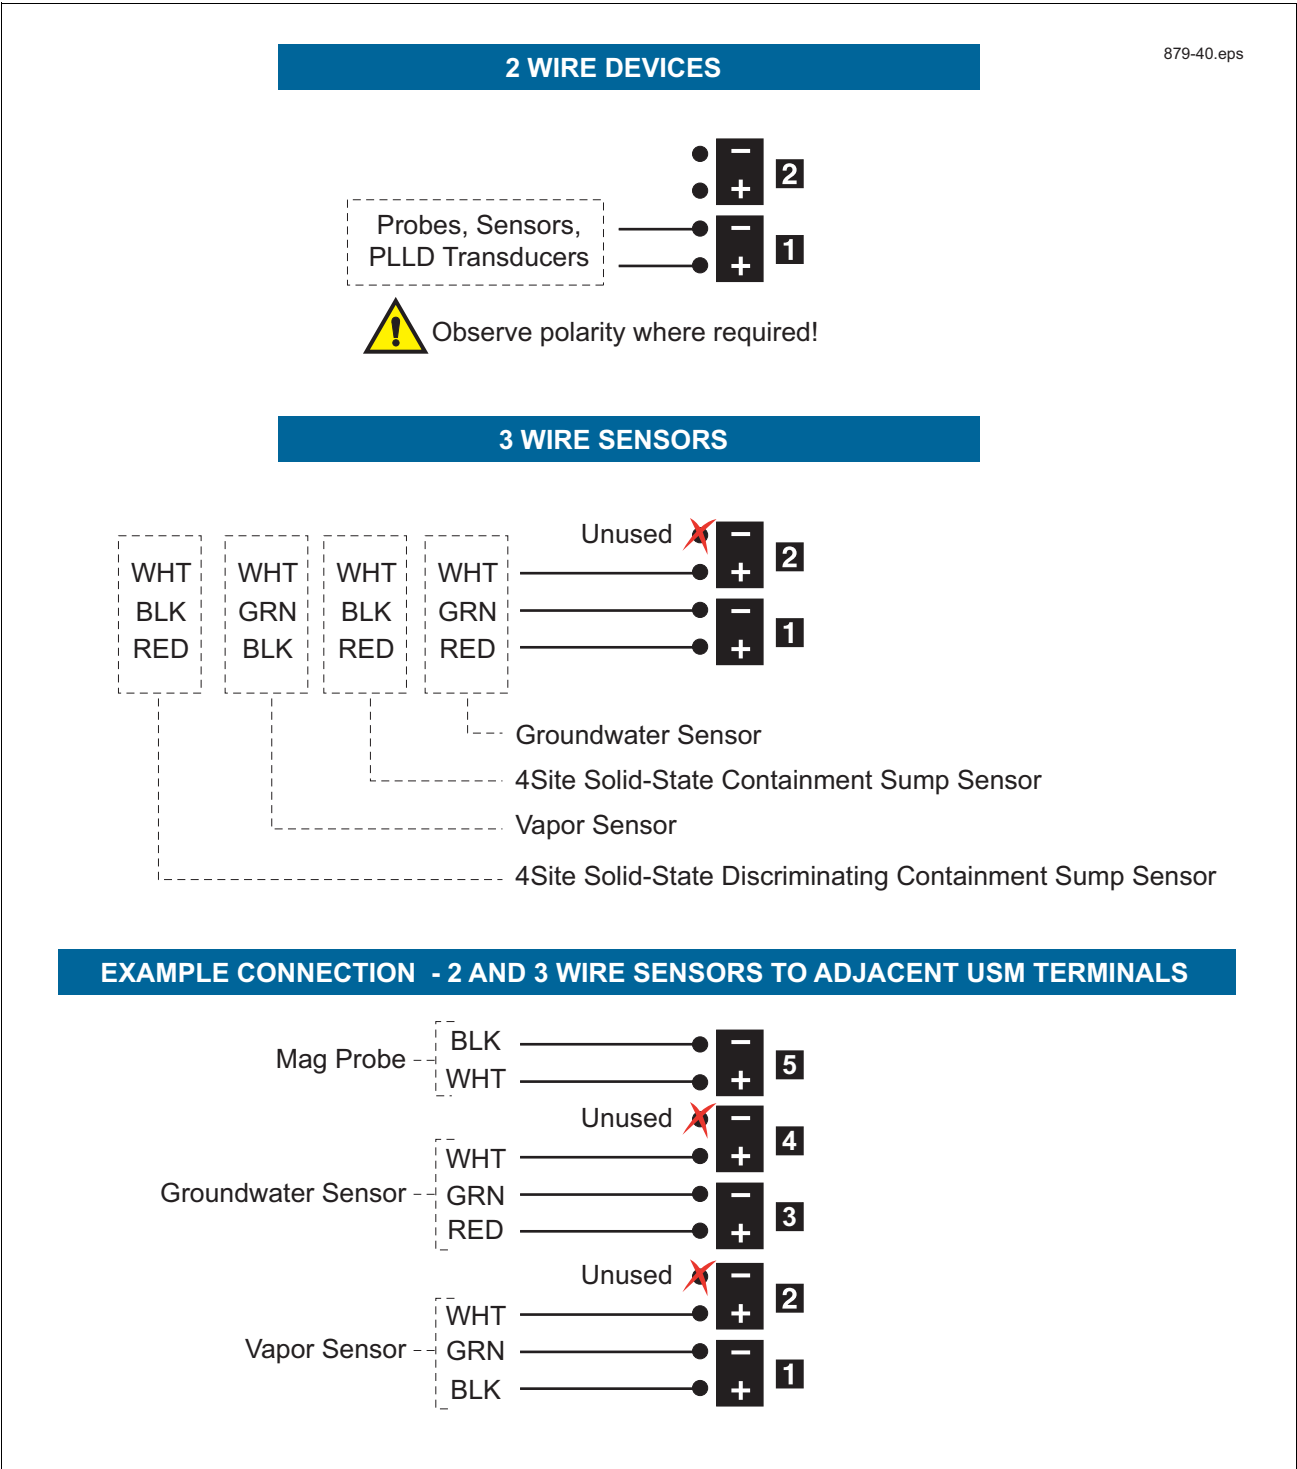 879-40.eps
2 WIRE DEVICES
−
+
2
Probes, Sensors,
PLLD Transducers
−
+
1
! Observe polarity where required!
3 WIRE SENSORS
Unused − 2
WHT WHT WHT WHT +
BLK GRN BLK GRN − 1
RED BLK RED RED +
Groundwater Sensor
4Site Solid-State Containment Sump Sensor
Vapor Sensor
4Site Solid-State Discriminating Containment Sump Sensor
EXAMPLE CONNECTION - 2 AND 3 WIRE SENSORS TO ADJACENT USM TERMINALS
Mag Probe
BLK −
WHT +
5
Unused −
4
Groundwater Sensor
WHT +
GRN −
RED +
3
Unused −
2
Vapor Sensor
WHT +
GRN −
BLK +
1